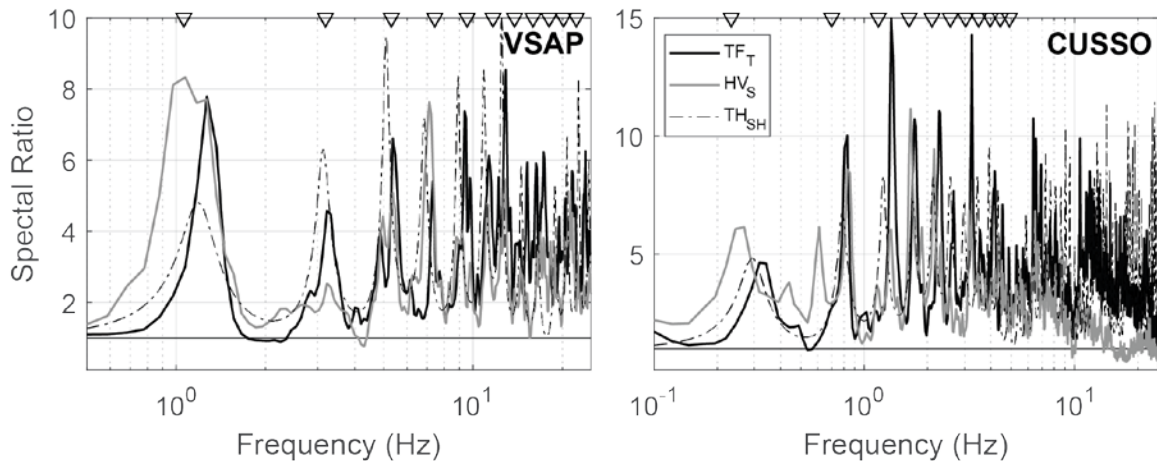 VSAP
10
8
6
4
2
Spectal Ratio
10^0
10^1
Frequency (Hz)
CUSSO
TF_T
HV_S
TH_SH
15
10
5
10^-1
10^0
10^1
Frequency (Hz)